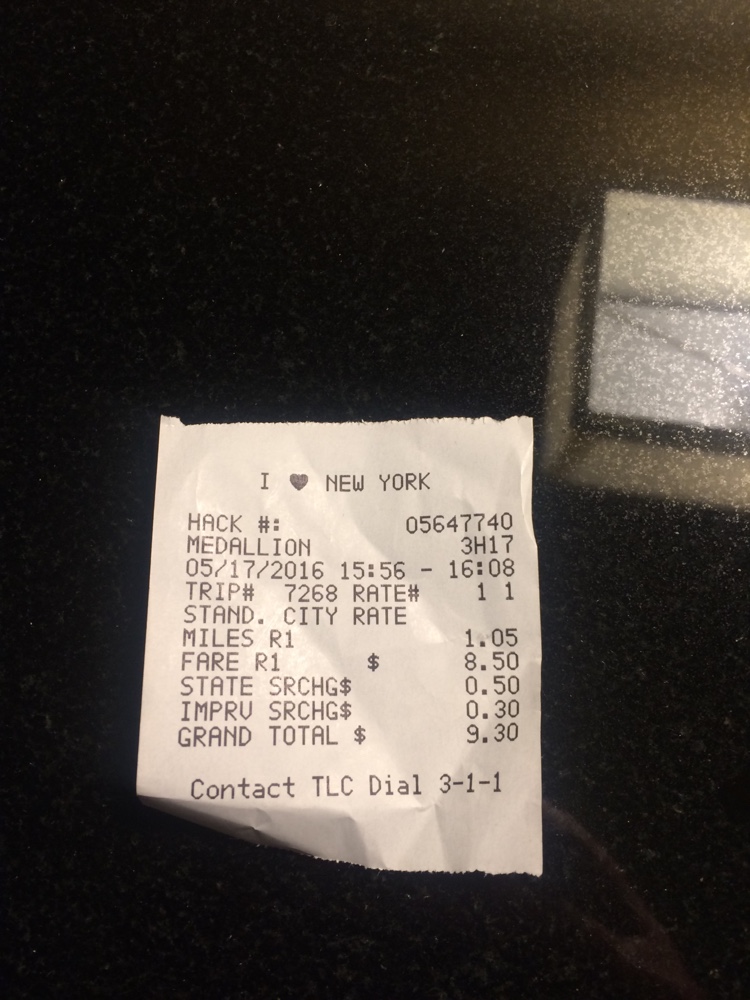 I ♥ NEW YORK
HACK #: 05647740
MEDALLION 3H17
05/17/2016 15:56 - 16:08
TRIP# 7268 RATE# 1 1
STAND. CITY RATE
MILES R1 1.05
FARE R1 $ 8.50
STATE SRCHG$ 0.50
IMPRV SRCHG$ 0.30
GRAND TOTAL $ 9.30
Contact TLC Dial 3-1-1